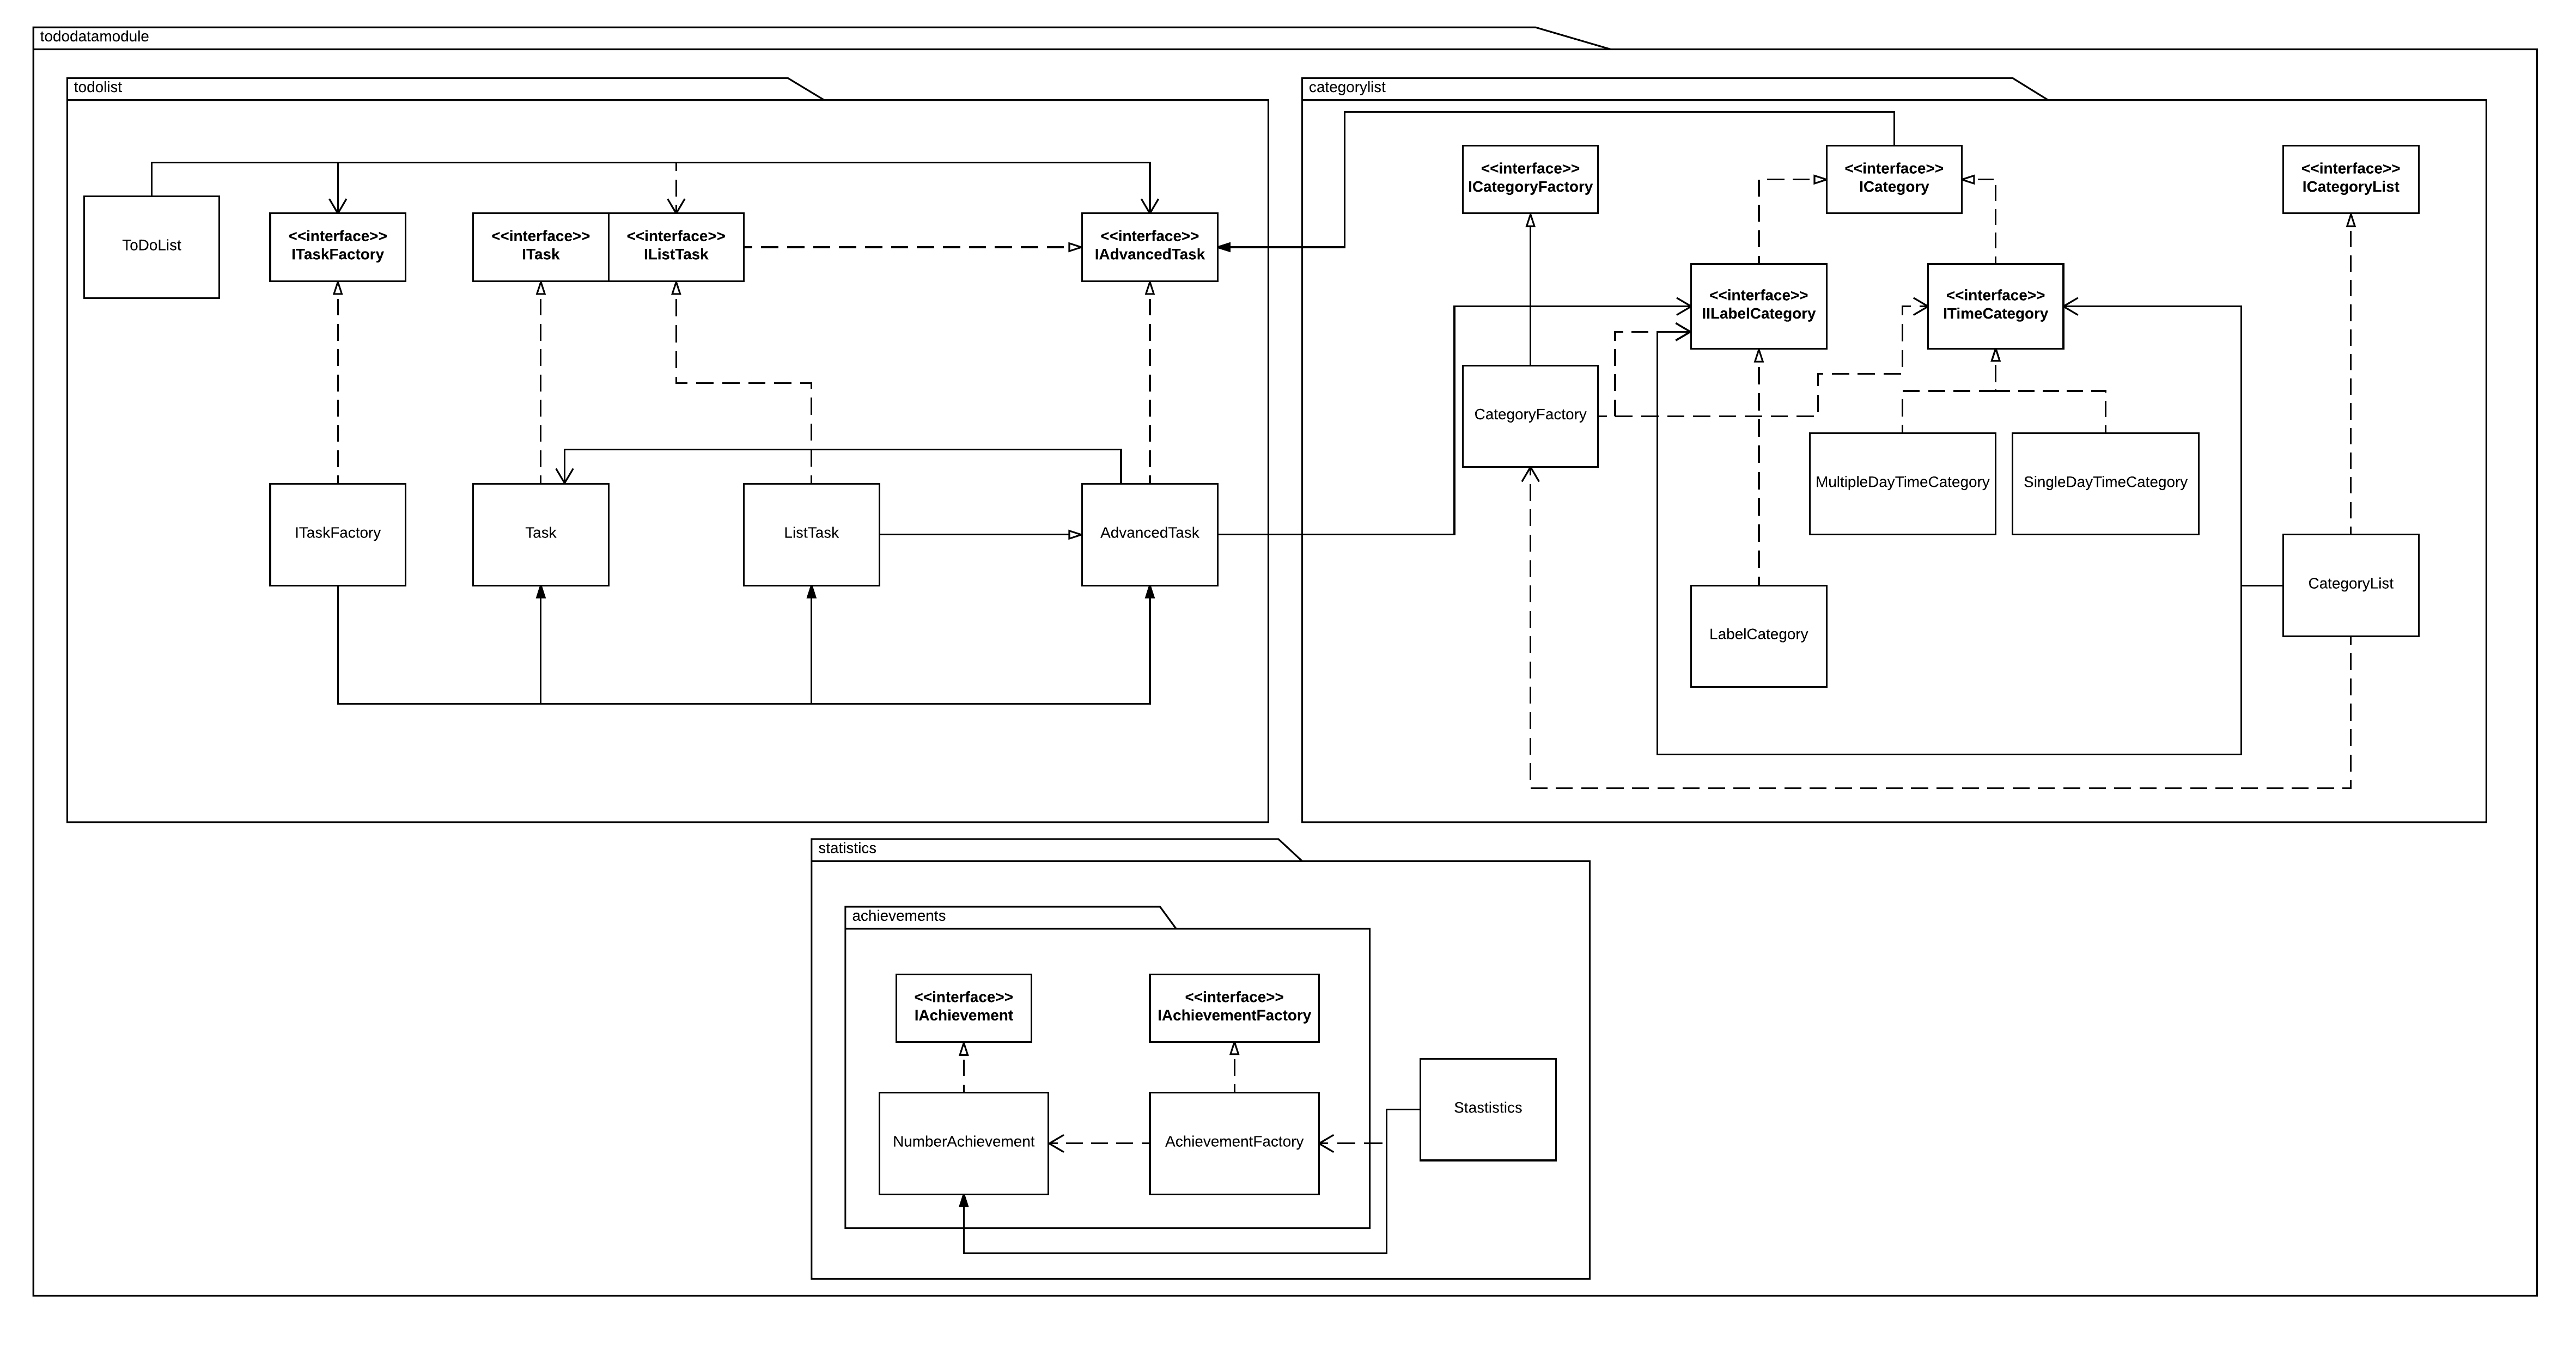 tododatamodule
todolist
categorylist
<<interface>>
ICategoryFactory
<<interface>>
ICategory
<<interface>>
ICategoryList
ToDoList
<<interface>>
ITaskFactory
<<interface>>
ITask
<<interface>>
IListTask
<<interface>>
IAdvancedTask
<<interface>>
IILabelCategory
<<interface>>
ITimeCategory
CategoryFactory
MultipleDayTimeCategory
SingleDayTimeCategory
ITaskFactory
Task
ListTask
AdvancedTask
CategoryList
LabelCategory
statistics
achievements
<<interface>>
IAchievement
<<interface>>
IAchievementFactory
Stastistics
NumberAchievement
AchievementFactory